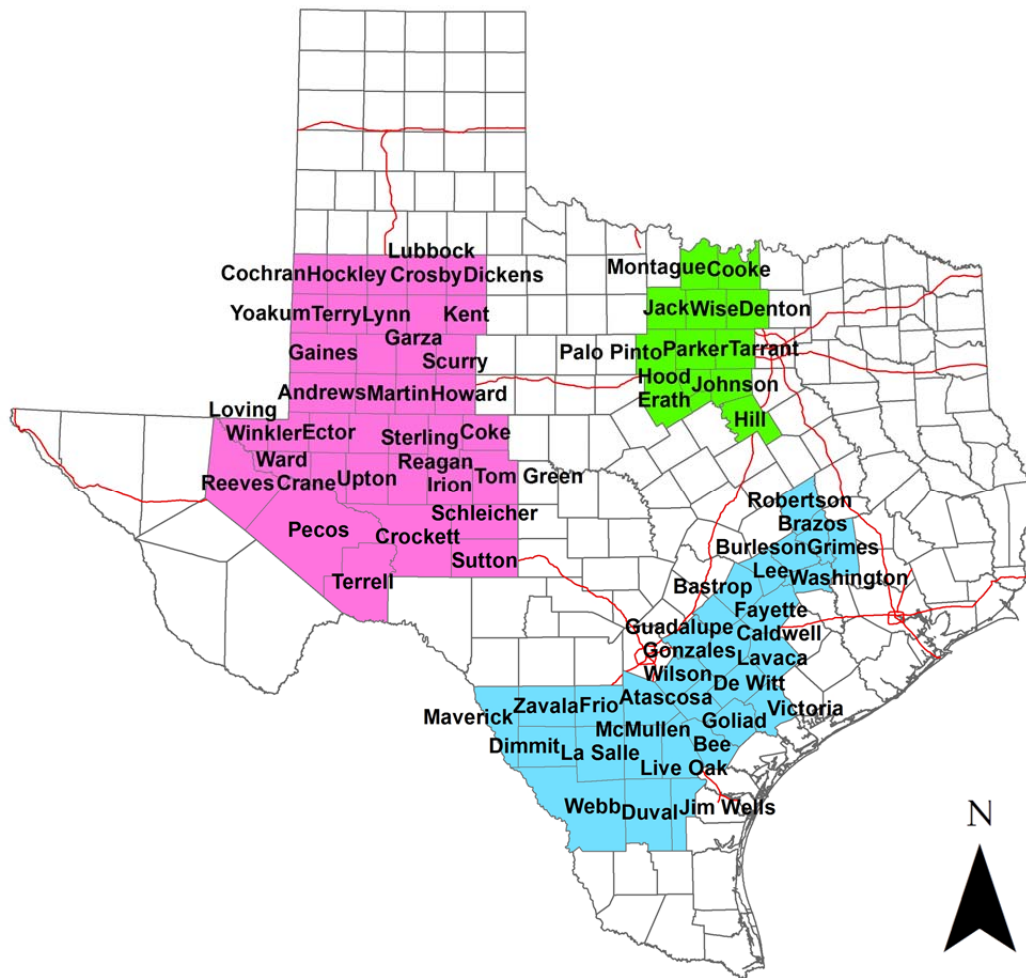 Lubbock
Cochran Hockley Crosby Dickens
Yoakum Terry Lynn Kent
Garza
Gaines Scurry
Andrews Martin Howard
Loving
Winkler Ector Sterling Coke
Ward Reagan
Reeves Crane Upton Irion Tom Green
Schleicher
Pecos Crockett
Sutton
Terrell
Montague Cooke
Jack Wise Denton
Palo Pinto Parker Tarrant
Hood Johnson
Erath
Hill
Robertson
Brazos
Burleson Grimes
Lee Washington
Bastrop
Fayette
Guadalupe Caldwell
Gonzales Lavaca
Wilson De Witt
Atascosa
Zavala Frio Victoria
Maverick Goliad
McMullen
Dimmit La Salle Bee
Live Oak
Webb Duval Jim Wells
N